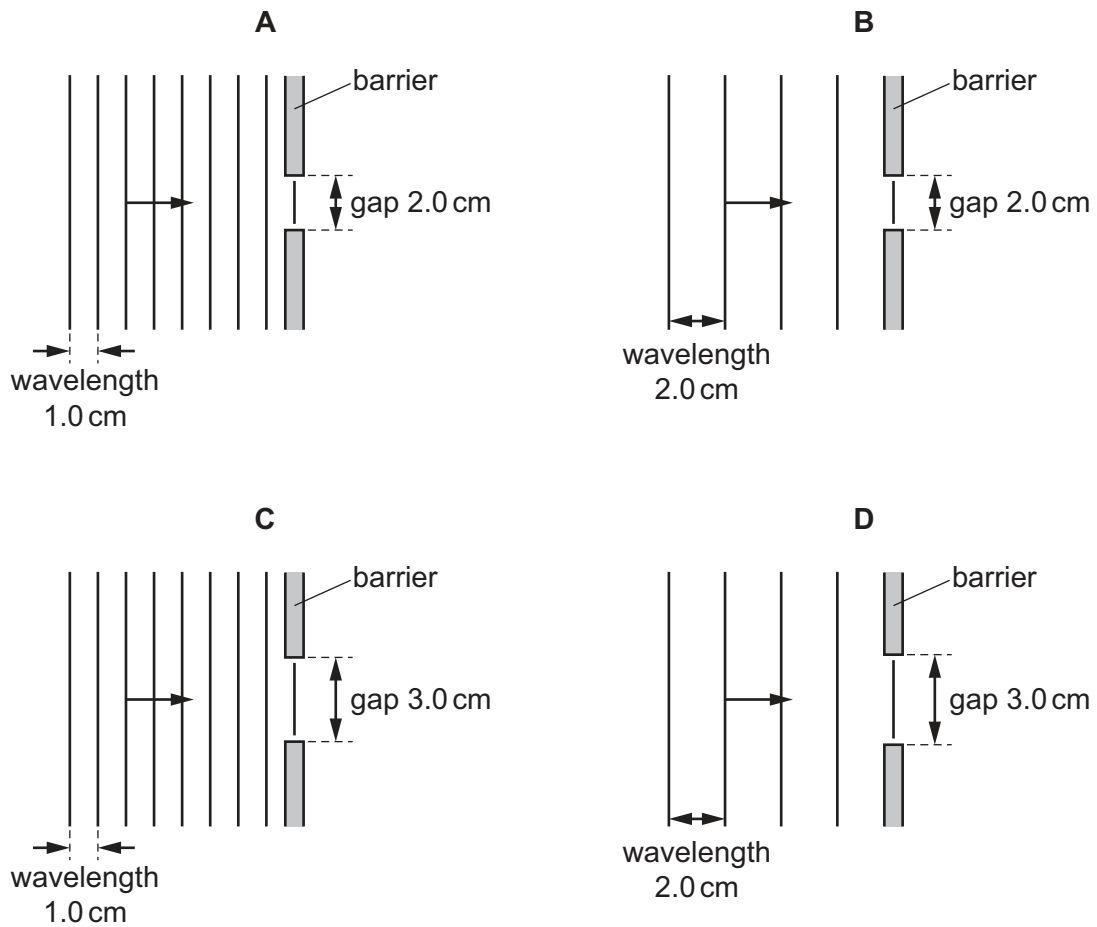 A
barrier
gap 2.0 cm
wavelength
1.0 cm
B
barrier
gap 2.0 cm
wavelength
2.0 cm
C
barrier
gap 3.0 cm
wavelength
1.0 cm
D
barrier
gap 3.0 cm
wavelength
2.0 cm